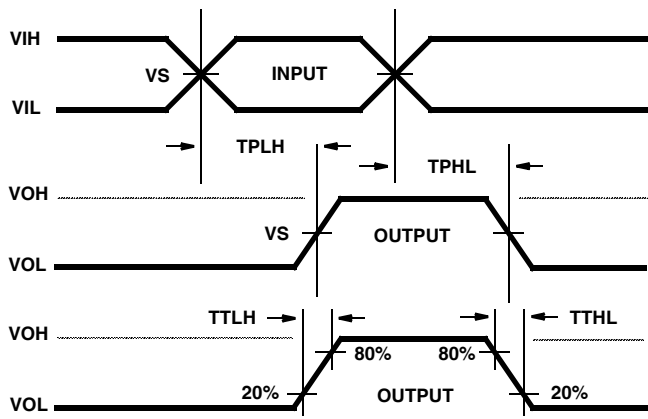 VIH
VS INPUT
VIL
TPLH TPHL
VOH
VS OUTPUT
VOL
TTLH TTHL
VOH
80% 80%
20% OUTPUT 20%
VOL